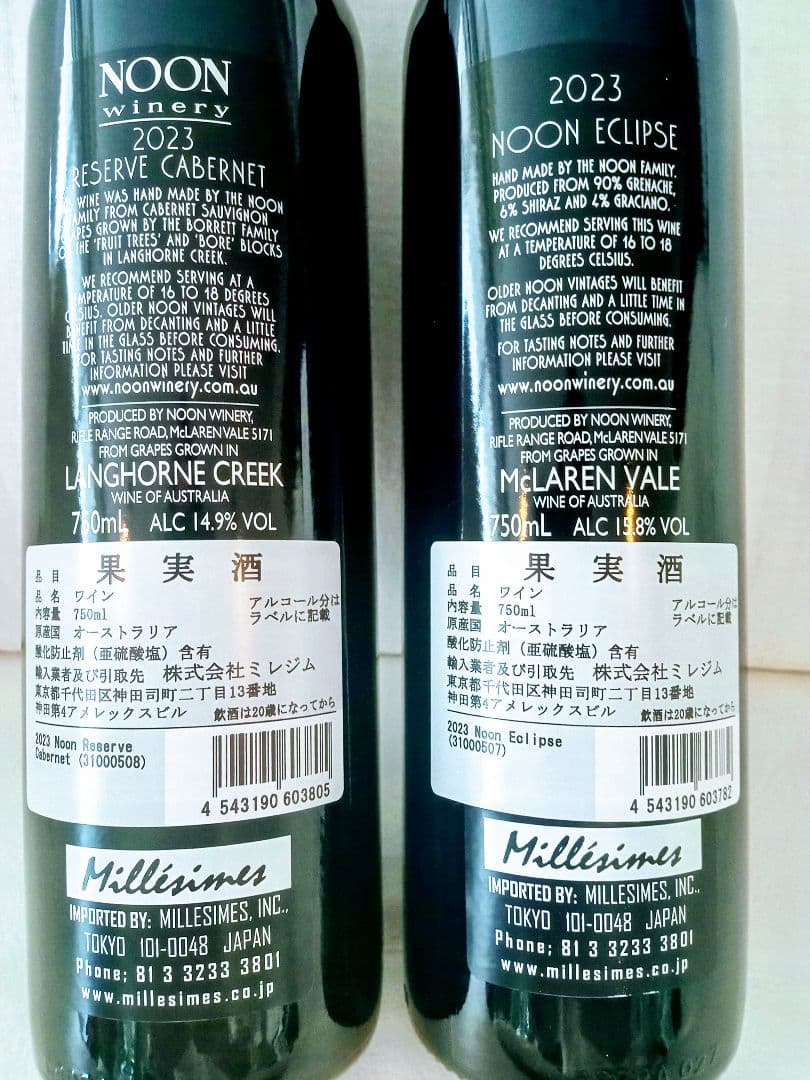 NOON
winery
2023
RESERVE CABERNET
WINE WAS HAND MADE BY THE NOON
FAMILY FROM CABERNET SAUVIGNON
GRAPES GROWN BY THE BORRETT FAMILY
THE 'FRUIT TREES' AND 'BORE' BLOCKS
IN LANGHORNE CREEK.
WE RECOMMEND SERVING AT A
TEMPERATURE OF 16 TO 18 DEGREES
CELSIUS. OLDER NOON VINTAGES WILL
BENEFIT FROM DECANTING AND A LITTLE
TIME IN THE GLASS BEFORE CONSUMING.
FOR TASTING NOTES AND FURTHER
INFORMATION PLEASE VISIT
www.noonwinery.com.au
PRODUCED BY NOON WINERY,
RIFLE RANGE ROAD, McLAREN VALE 5171
FROM GRAPES GROWN IN
LANGHORNE CREEK
WINE OF AUSTRALIA
750mL ALC 14.9% VOL
品目 果実酒
品名 ワイン
内容量 750ml
アルコール分は
ラベルに記載
原産国 オーストラリア
酸化防止剤（亜硫酸塩）含有
輸入業者及び引取先 株式会社ミレジム
東京都千代田区神田司町二丁目13番地
神田第4アメレックスビル 飲酒は20歳になってから
2023 Noon Reserve
Cabernet (31000508)
4 543190 603805
Millésimes
IMPORTED BY: MILLESIMES, INC.,
TOKYO 101-0048 JAPAN
Phone; 81 3 3233 3801
www.millesimes.co.jp
2023
NOON ECLIPSE
HAND MADE BY THE NOON FAMILY.
PRODUCED FROM 90% GRENACHE,
6% SHIRAZ AND 4% GRACIANO.
WE RECOMMEND SERVING THIS WINE
AT A TEMPERATURE OF 16 TO 18
DEGREES CELSIUS.
OLDER NOON VINTAGES WILL BENEFIT
FROM DECANTING AND A LITTLE TIME IN
THE GLASS BEFORE CONSUMING.
FOR TASTING NOTES AND FURTHER
INFORMATION PLEASE VISIT
www.noonwinery.com.au
PRODUCED BY NOON WINERY,
RIFLE RANGE ROAD, McLAREN VALE 5171
FROM GRAPES GROWN IN
McLAREN VALE
WINE OF AUSTRALIA
750mL ALC 15.8% VOL
品目 果実酒
品名 ワイン
内容量 750ml
アルコール分は
ラベルに記載
原産国 オーストラリア
酸化防止剤（亜硫酸塩）含有
輸入業者及び引取先 株式会社ミレジム
東京都千代田区神田司町二丁目13番地
神田第4アメレックスビル 飲酒は20歳になってから
2023 Noon Eclipse
(31000507)
4 543190 603782
Millésimes
IMPORTED BY: MILLESIMES, INC.,
TOKYO 101-0048 JAPAN
Phone; 81 3 3233 3801
www.millesimes.co.jp